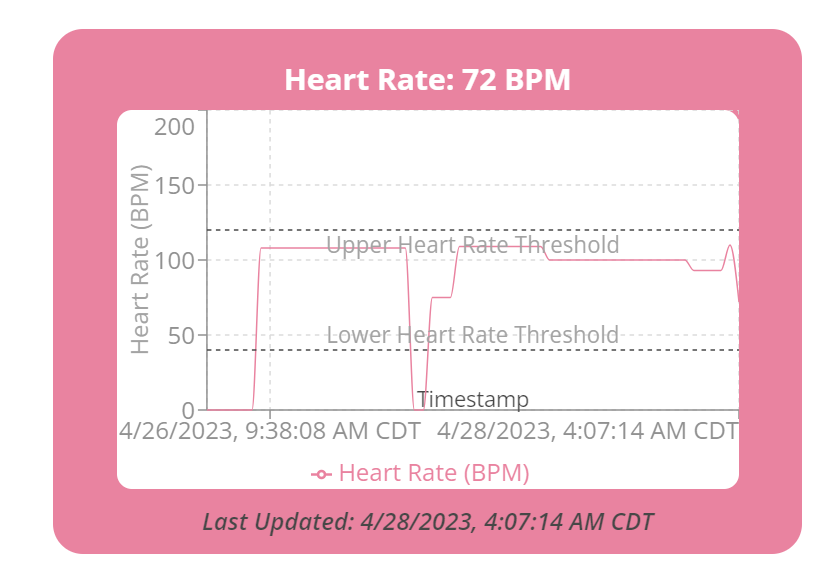 Heart Rate: 72 BPM
200
150
100
50
0
Heart Rate (BPM)
Upper Heart Rate Threshold
Lower Heart Rate Threshold
Timestamp
4/26/2023, 9:38:08 AM CDT
4/28/2023, 4:07:14 AM CDT
Heart Rate (BPM)
Last Updated: 4/28/2023, 4:07:14 AM CDT